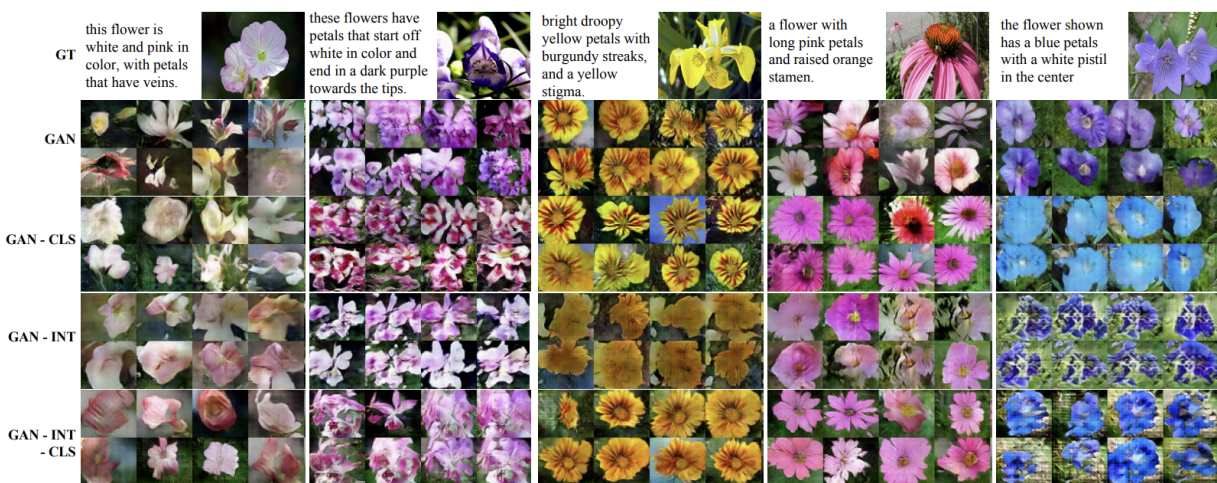 GT
this flower is
white and pink in
color, with petals
that have veins.
these flowers have
petals that start off
white in color and
end in a dark purple
towards the tips.
bright droopy
yellow petals with
burgundy streaks,
and a yellow
stigma.
a flower with
long pink petals
and raised orange
stamen.
the flower shown
has a blue petals
with a white pistil
in the center
GAN
GAN - CLS
GAN - INT
GAN - INT
- CLS